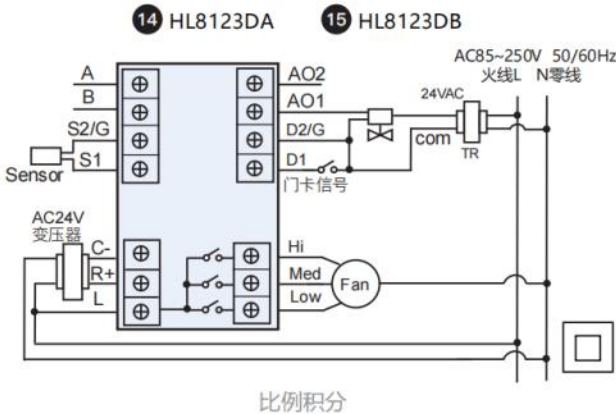 14 HL8123DA 15 HL8123DB
AC85~250V 50/60Hz
火线L N零线
A
B
S2/G
S1
Sensor
AO2
AO1
D2/G
D1
门卡信号
24VAC
com
TR
AC24V
变压器
C-
R+
L
Hi
Med
Low
Fan
比例积分